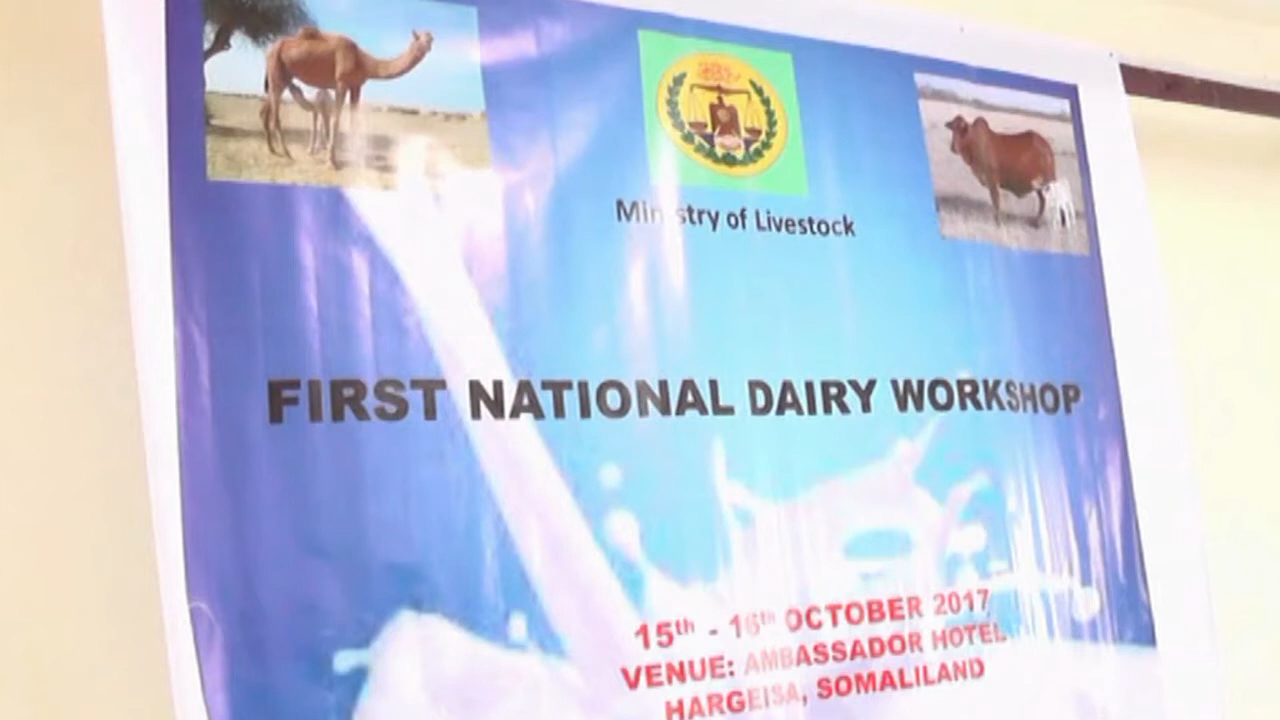 Ministry of Livestock
FIRST NATIONAL DAIRY WORKSHOP
15th - 16th OCTOBER 2017
VENUE: AMBASSADOR HOTEL
HARGEISA, SOMALILAND